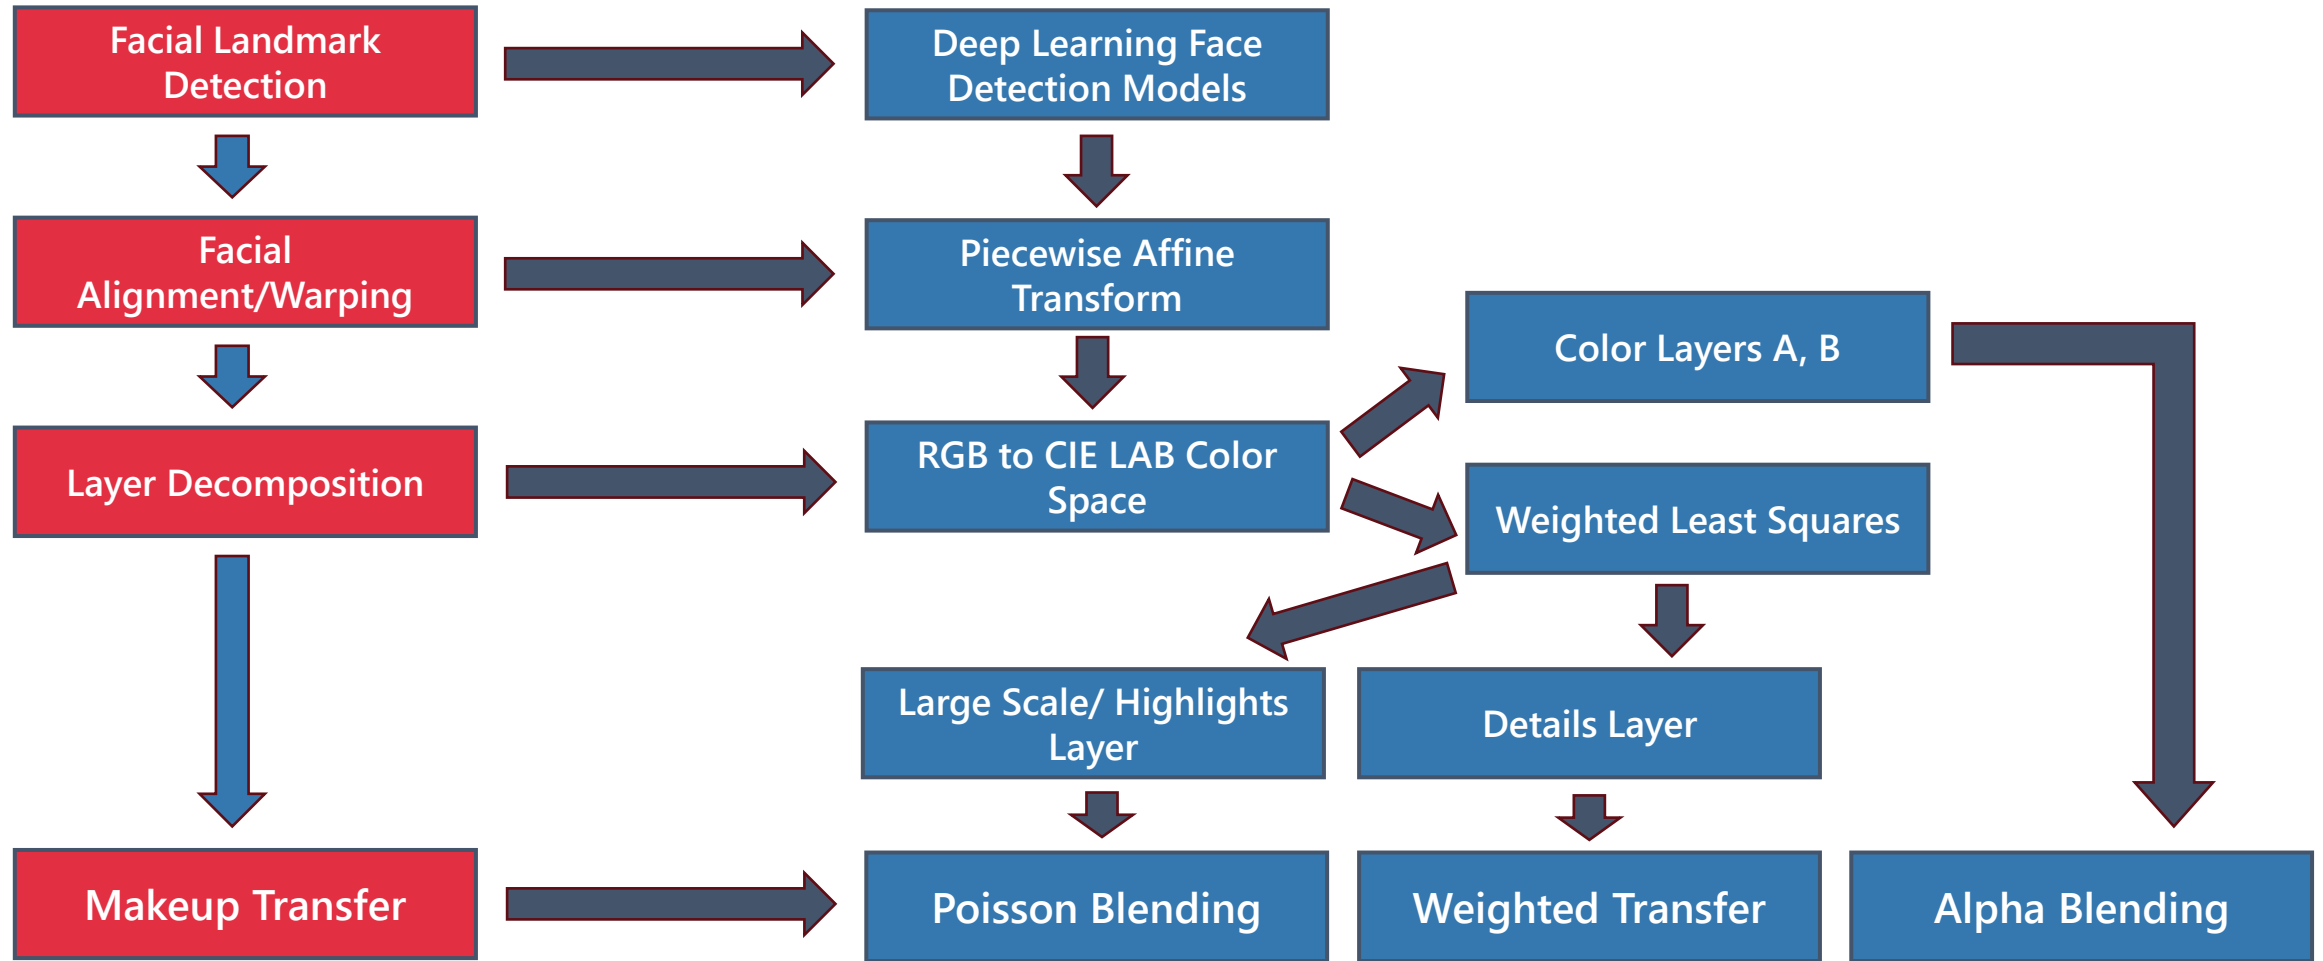 Facial Landmark
Detection
Deep Learning Face
Detection Models
Facial
Alignment/Warping
Piecewise Affine
Transform
Color Layers A, B
Layer Decomposition
RGB to CIE LAB Color
Space
Weighted Least Squares
Large Scale/ Highlights
Layer
Details Layer
Makeup Transfer
Poisson Blending
Weighted Transfer
Alpha Blending